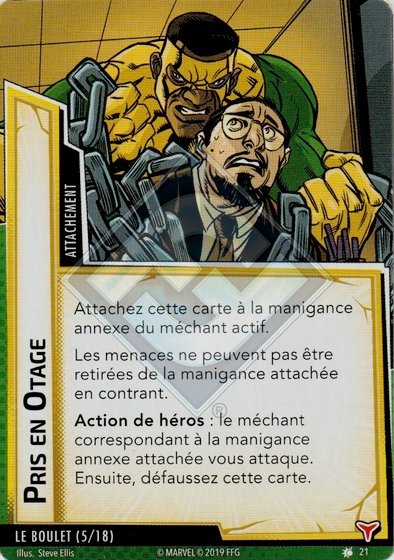 ATTACHEMENT
PRIS EN OTAGE
Attachez cette carte à la manigance
annexe du méchant actif.
Les menaces ne peuvent pas être
retirées de la manigance attachée
en contrant.
Action de héros : le méchant
correspondant à la manigance
annexe attachée vous attaque.
Ensuite, défaussez cette carte.
®
LE BOULET (5/18)
Illus. Steve Ellis
© MARVEL © 2019 FFG
21